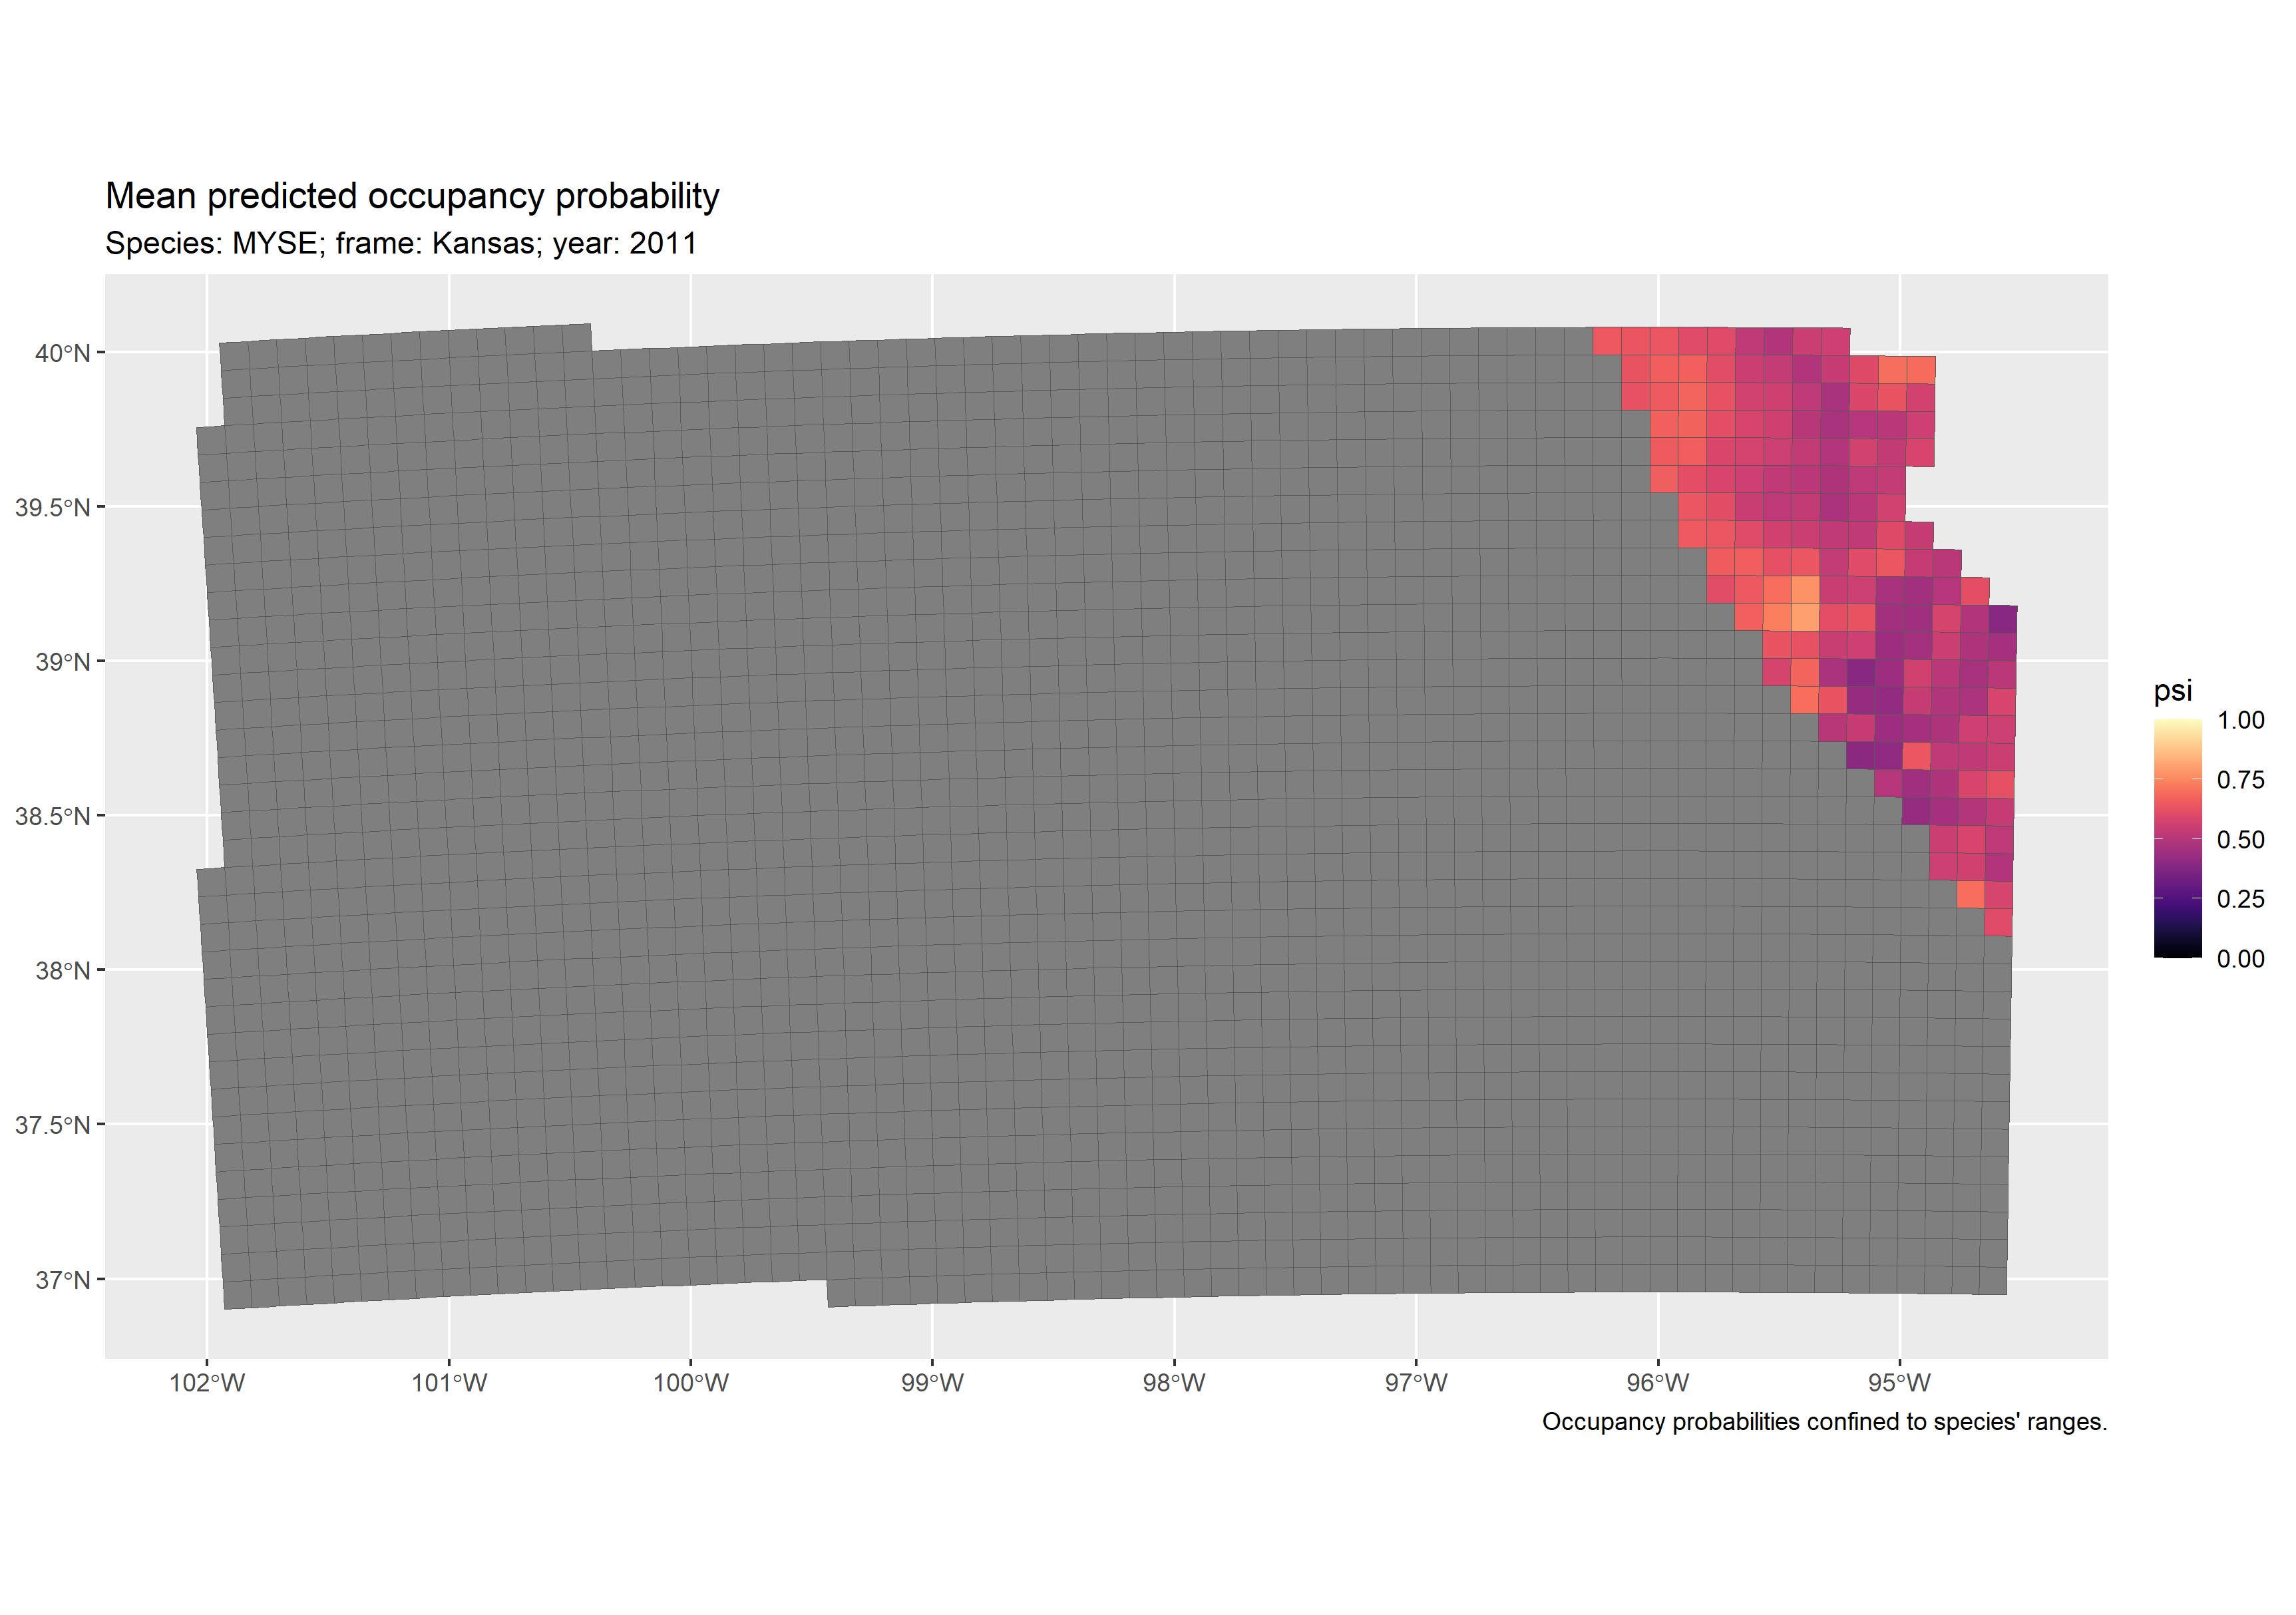 Mean predicted occupancy probability
Species: MYSE; frame: Kansas; year: 2011
40°N
39.5°N
39°N
38.5°N
38°N
37.5°N
37°N
102°W
101°W
100°W
99°W
98°W
97°W
96°W
95°W
psi
1.00
0.75
0.50
0.25
0.00
Occupancy probabilities confined to species' ranges.